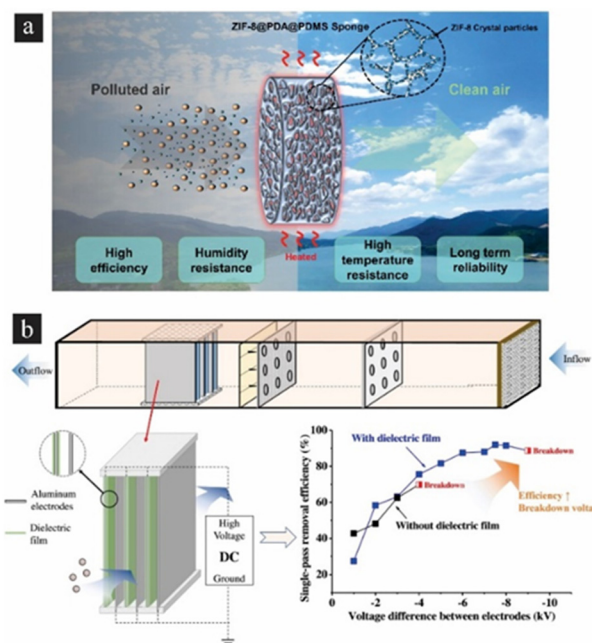 a
ZIF-8@PDA@PDMS Sponge
ZIF-8 Crystal particles
Polluted air
Clean air
Heated
High
efficiency
Humidity
resistance
High
temperature
resistance
Long term
reliability
b
Outflow
Inflow
Aluminum
electrodes
Dielectric
film
High
Voltage
DC
Ground
Single-pass removal efficiency (%)
100
80
60
40
20
With dielectric film
Breakdown
Breakdown
Without dielectric film
Efficiency ↑
Breakdown volta
0 -2 -4 -6 -8 -10
Voltage difference between electrodes (kV)